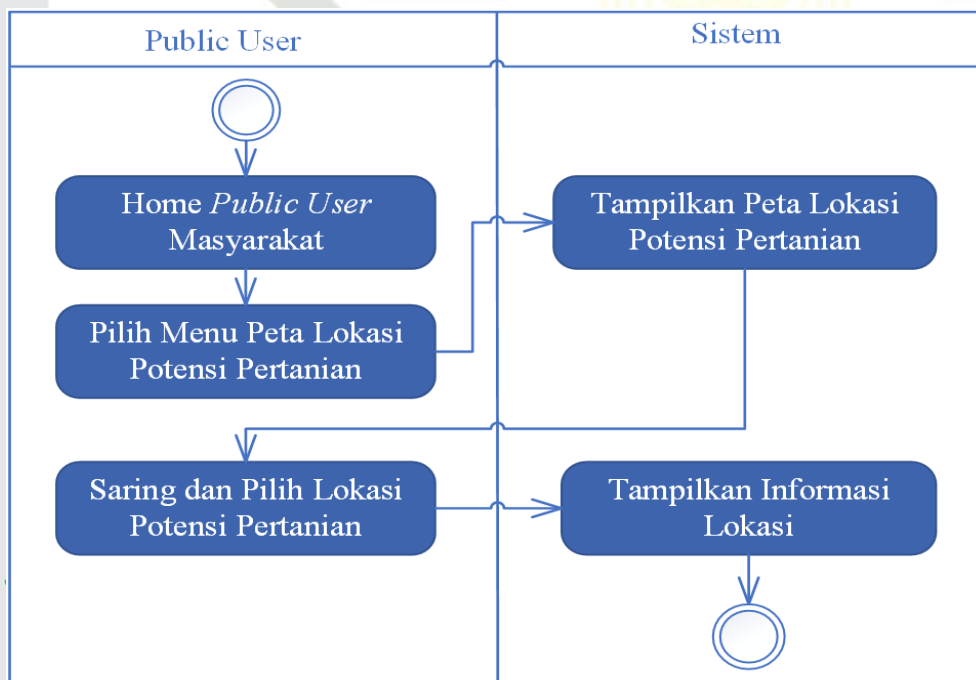 Public User
Sistem
Home Public User
Masyarakat
Tampilkan Peta Lokasi
Potensi Pertanian
Pilih Menu Peta Lokasi
Potensi Pertanian
Saring dan Pilih Lokasi
Potensi Pertanian
Tampilkan Informasi
Lokasi